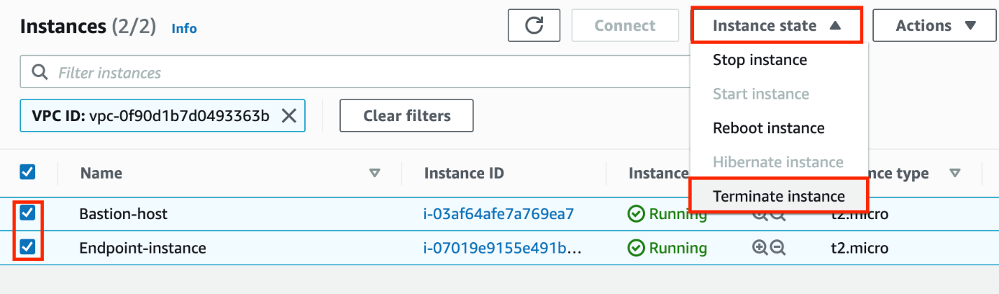 Instances (2/2) Info Connect Instance state Actions
Filter instances Stop instance
Start instance
VPC ID: vpc-0f90d1b7d0493363b Clear filters Reboot instance
Hibernate instance
Name Instance ID Instance nce type
Terminate instance
Bastion-host i-03af64afe7a769ea7 Running t2.micro
Endpoint-instance i-07019e9155e491b... Running t2.micro